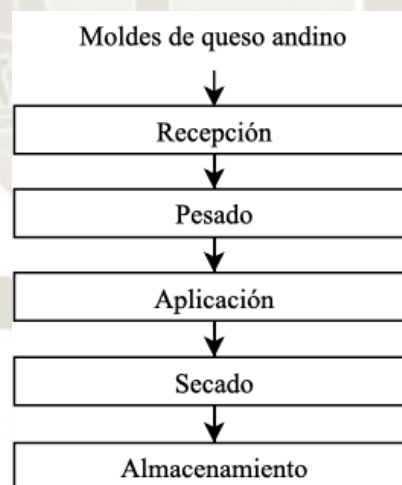 Moldes de queso andino
Recepción
Pesado
Aplicación
Secado
Almacenamiento